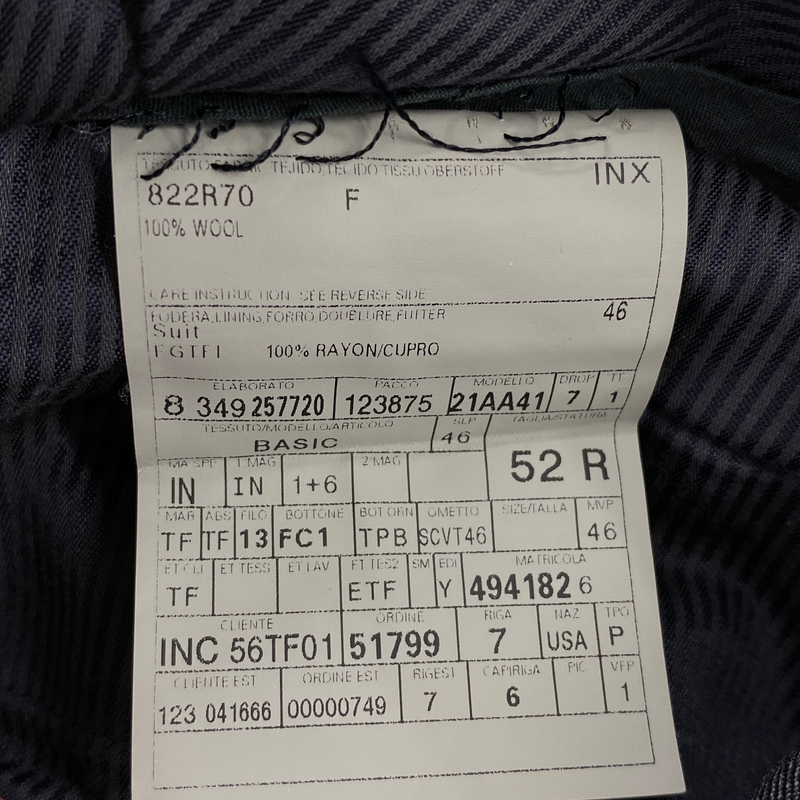 TESSUTO, FABRIC, TEJIDO, TECIDO TISSU OBERSTOFF
INX
822R70 F
100% WOOL
CARE INSTRUCTION SEE REVERSE SIDE
FODERA, LINING, FORRO, DOUBLURE, FUTTER 46
Suit
FGTFL 100% RAYON/CUPRO
ELABORATO PACCO MODELLO DROP TT
8 349 257720 123875 21AA41 7 1
TESSUTO/MODELLO/ARTICOLO SLP TAGLIA/STATURA
BASIC 46
52 R
MA SPE 1 MAG 2 MAG
IN IN 1+6
MAR ABS FILO BOTTONE BOT ORN OMETTO SIZE/TALLA MVP
TF TF 13 FC1 TPB SCVT46 46
ET CLI ET TESS ET LAV ET TES2 SM EDI MATRICOLA
TF ETF Y 494182 6
CLIENTE ORDINE RIGA NAZ TPO
INC 56TF01 51799 7 USA P
CLIENTE EST ORDINE EST RIGEST CAPIRIGA PIC VFP
123 041666 00000749 7 6 1